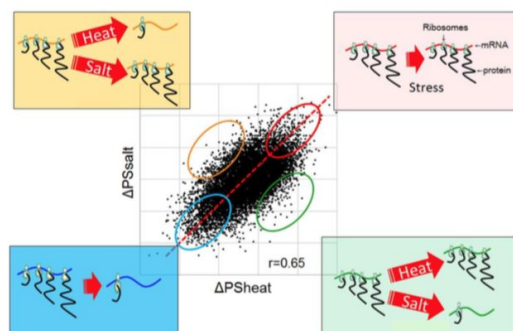 Heat
Salt
Ribosomes
mRNA
protein
Stress
ΔPSsalt
r=0.65
ΔPSheat
Heat
Salt